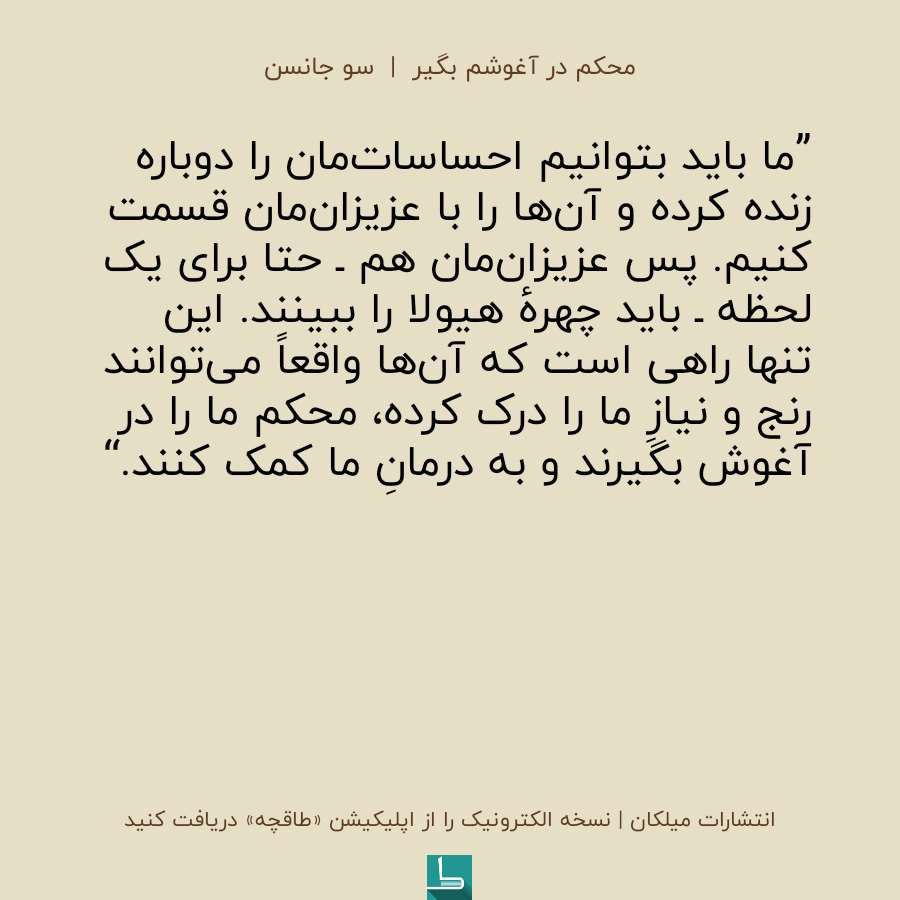 محکم در آغوشم بگیر | سو جانسن
”ما باید بتوانیم احساسات‌مان را دوباره
زنده کرده و آن‌ها را با عزیزان‌مان قسمت
کنیم. پس عزیزان‌مان هم ـ حتا برای یک
لحظه ـ باید چهرهٔ هیولا را ببینند. این
تنها راهی است که آن‌ها واقعاً می‌توانند
رنج و نیازِ ما را درک کرده، محکم ما را در
آغوش بگیرند و به درمانِ ما کمک کنند.“
انتشارات میلکان | نسخه الکترونیک را از اپلیکیشن «طاقچه» دریافت کنید